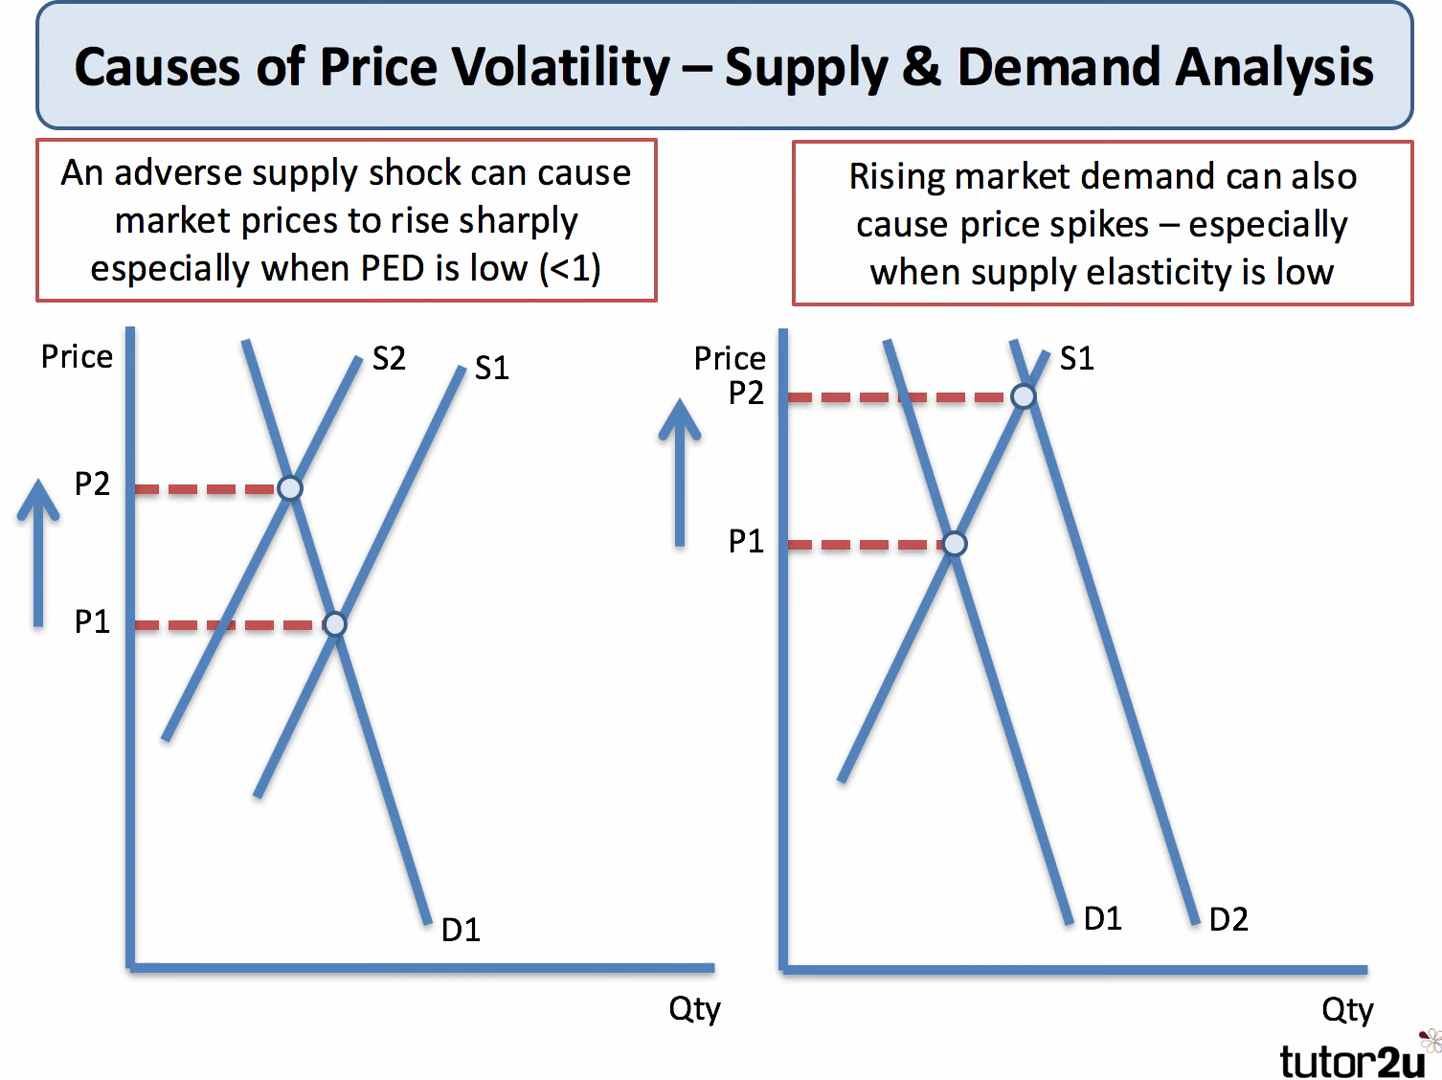 Causes of Price Volatility – Supply & Demand Analysis
An adverse supply shock can cause
market prices to rise sharply
especially when PED is low (<1)
Rising market demand can also
cause price spikes – especially
when supply elasticity is low
Price
S2
S1
P2
P1
D1
Qty
Price
P2
S1
P1
D1
D2
Qty
tutor2u